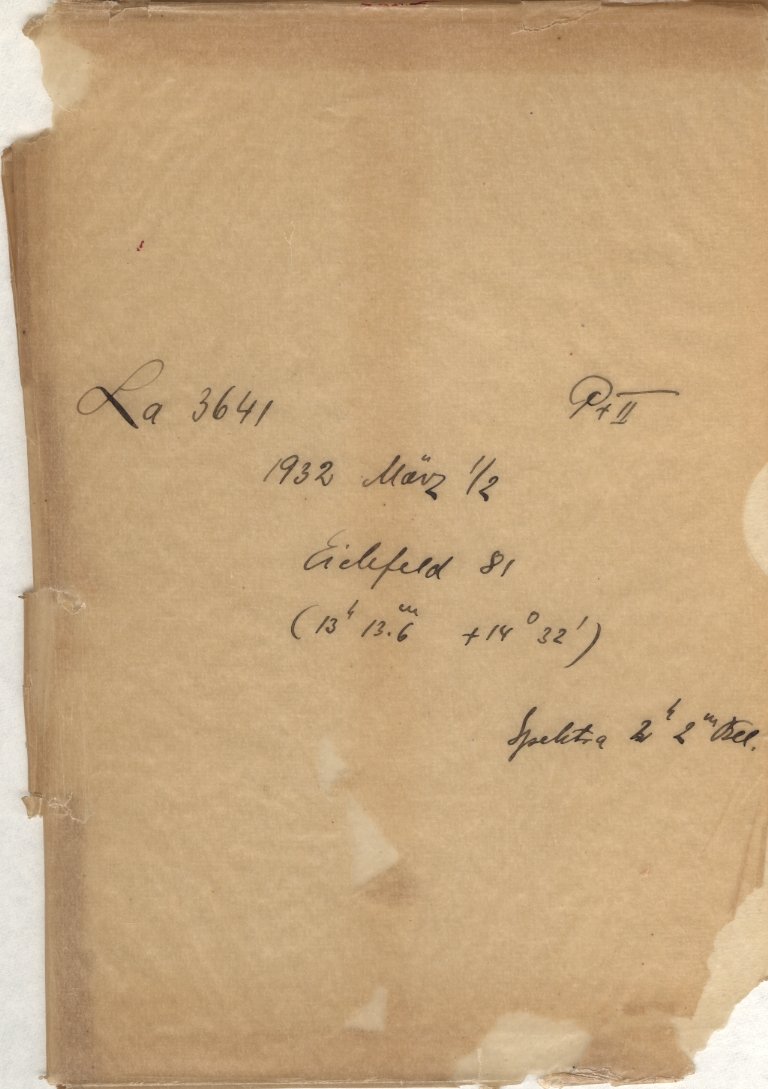 La 3641 P+II
1932 März 1/2
Eichfeld 81
(13ʰ 13.6ᵐ +14° 32')
Spektra 2ʰ 2ᵐ Bel.